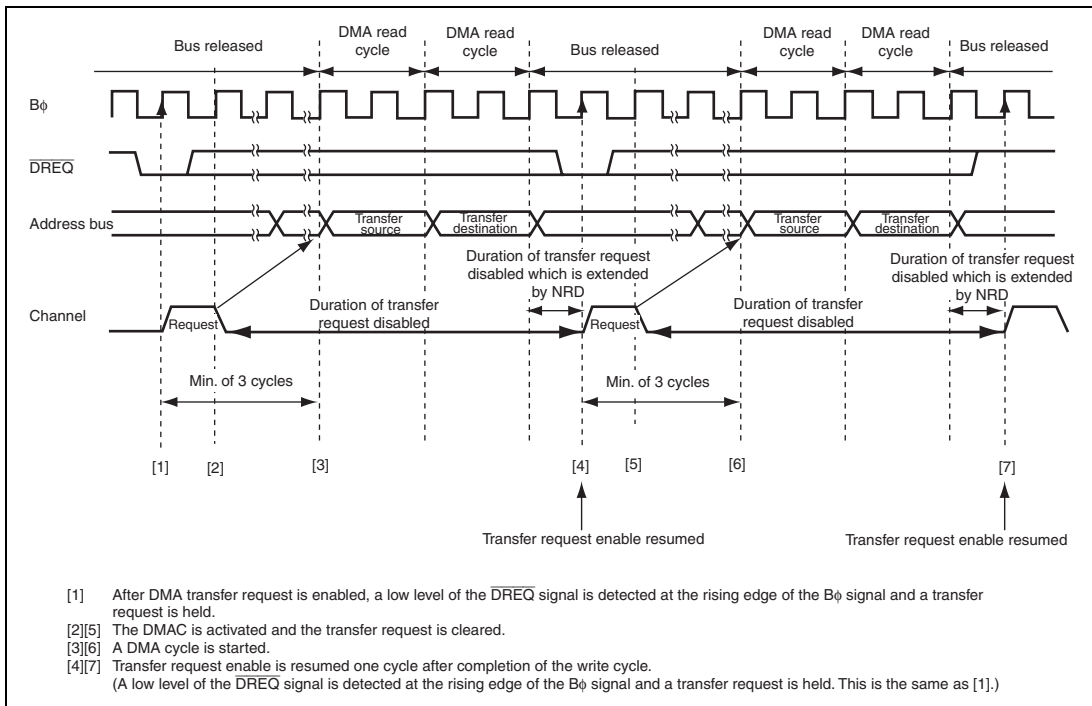 Bus released
DMA read
cycle
DMA read
cycle
Bus released
DMA read
cycle
DMA read
cycle
Bus released
Bφ
DREQ
Address bus
Transfer
source
Transfer
destination
Transfer
source
Transfer
destination
Duration of transfer request
disabled which is extended
by NRD
Duration of transfer request
disabled which is extended
by NRD
Channel
Request
Duration of transfer
request disabled
Request
Duration of transfer
request disabled
Min. of 3 cycles
Min. of 3 cycles
[1]
[2]
[3]
[4]
[5]
[6]
[7]
Transfer request enable resumed
Transfer request enable resumed
[1] After DMA transfer request is enabled, a low level of the DREQ signal is detected at the rising edge of the Bφ signal and a transfer
request is held.
[2][5] The DMAC is activated and the transfer request is cleared.
[3][6] A DMA cycle is started.
[4][7] Transfer request enable is resumed one cycle after completion of the write cycle.
(A low level of the DREQ signal is detected at the rising edge of the Bφ signal and a transfer request is held. This is the same as [1].)